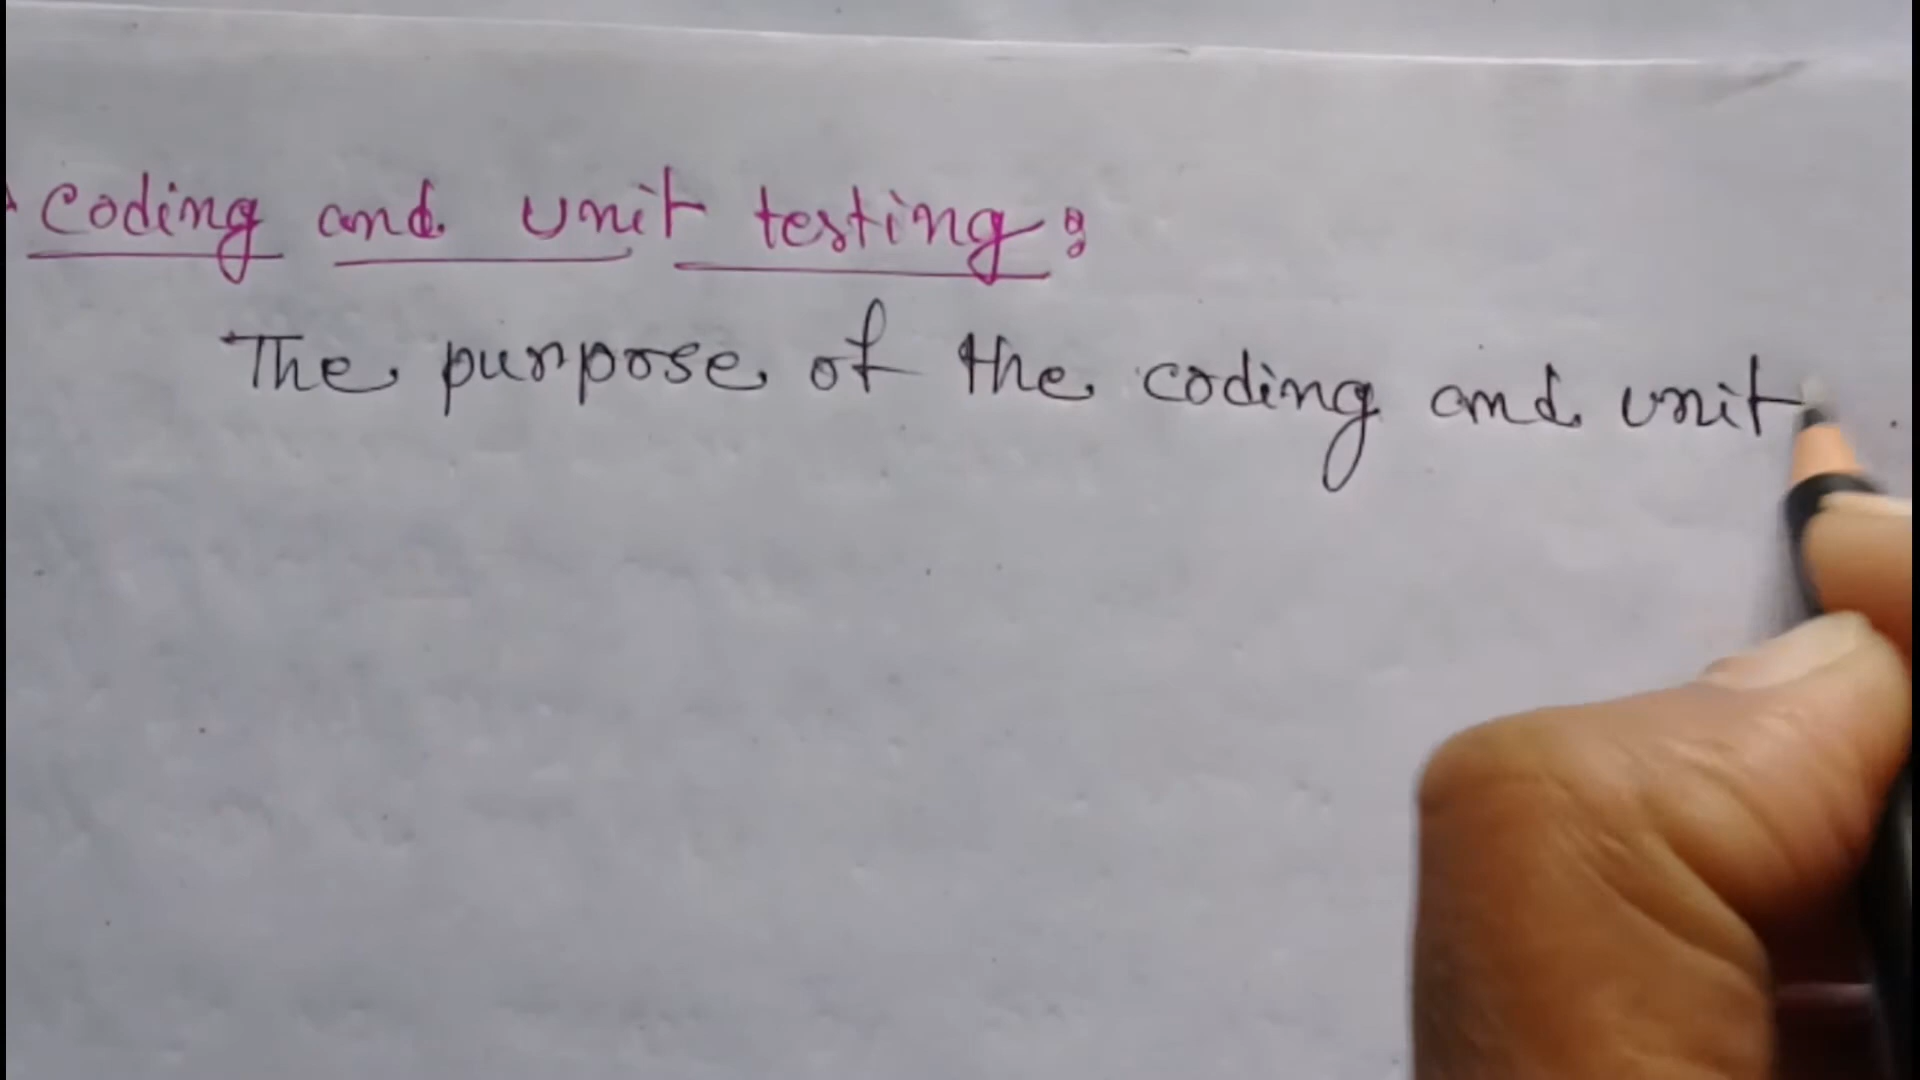 Coding and unit testing :
The purpose of the coding and unit